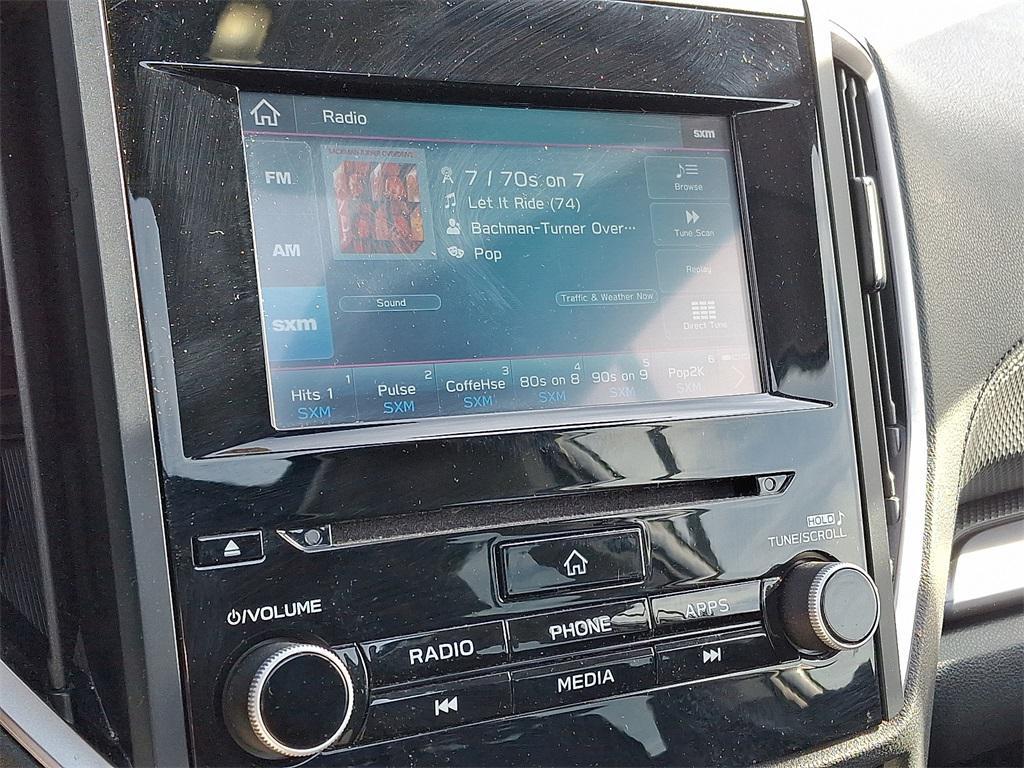 Radio
sxm
FM
AM
sxm
BACHMAN-TURNER OVERDRIVE
7 / 70s on 7
Let It Ride (74)
Bachman-Turner Over···
Pop
Browse
Tune Scan
Replay
Direct Tune
Sound
Traffic & Weather Now
1 2 3 4 5 6
Hits 1 Pulse CoffeHse 80s on 8 90s on 9 Pop2K
SXM SXM SXM SXM SXM SXM
HOLD
TUNE/SCROLL
/VOLUME
RADIO PHONE APPS
MEDIA